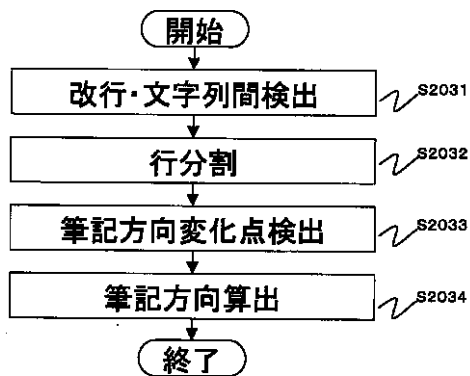 開始
改行・文字列間検出 S2031
行分割 S2032
筆記方向変化点検出 S2033
筆記方向算出 S2034
終了